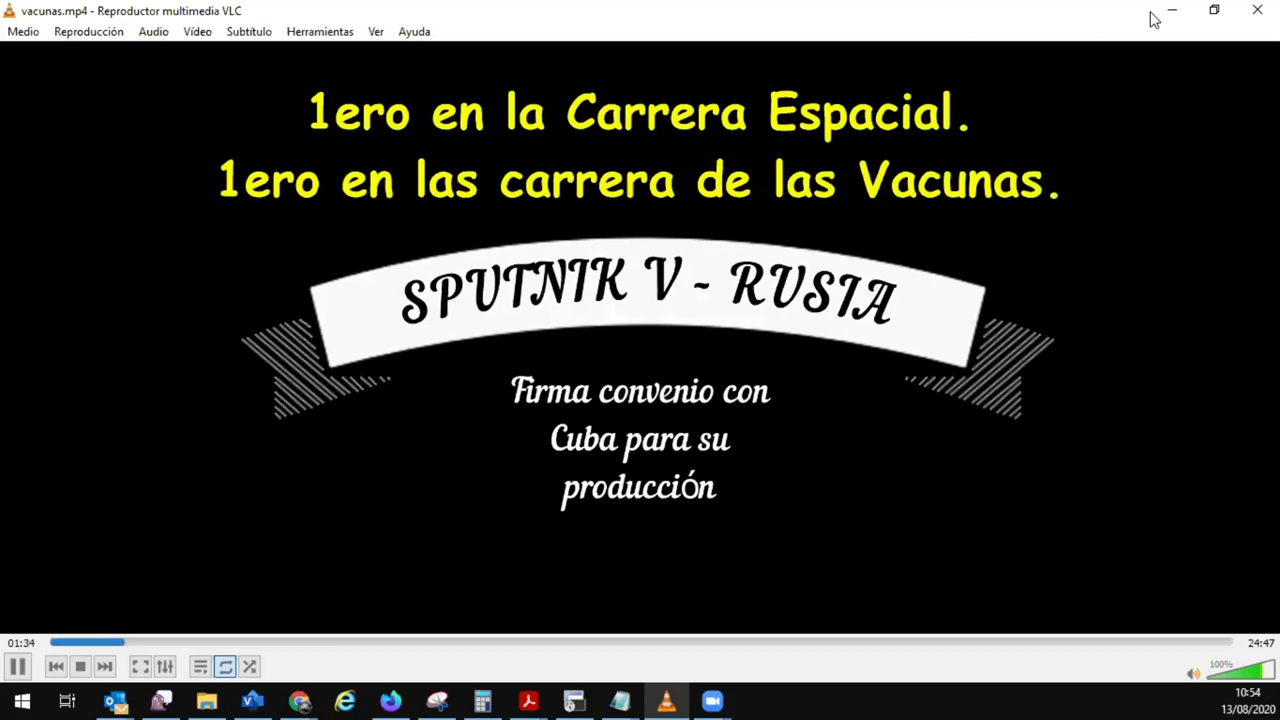 vacunas.mp4 - Reproductor multimedia VLC
Medio Reproducción Audio Vídeo Subtítulo Herramientas Ver Ayuda
1ero en la Carrera Espacial.
1ero en las carrera de las Vacunas.
SPUTNIK V - RUSIA
Firma convenio con
Cuba para su
producción
01:34
24:47
100%
10:54
13/08/2020